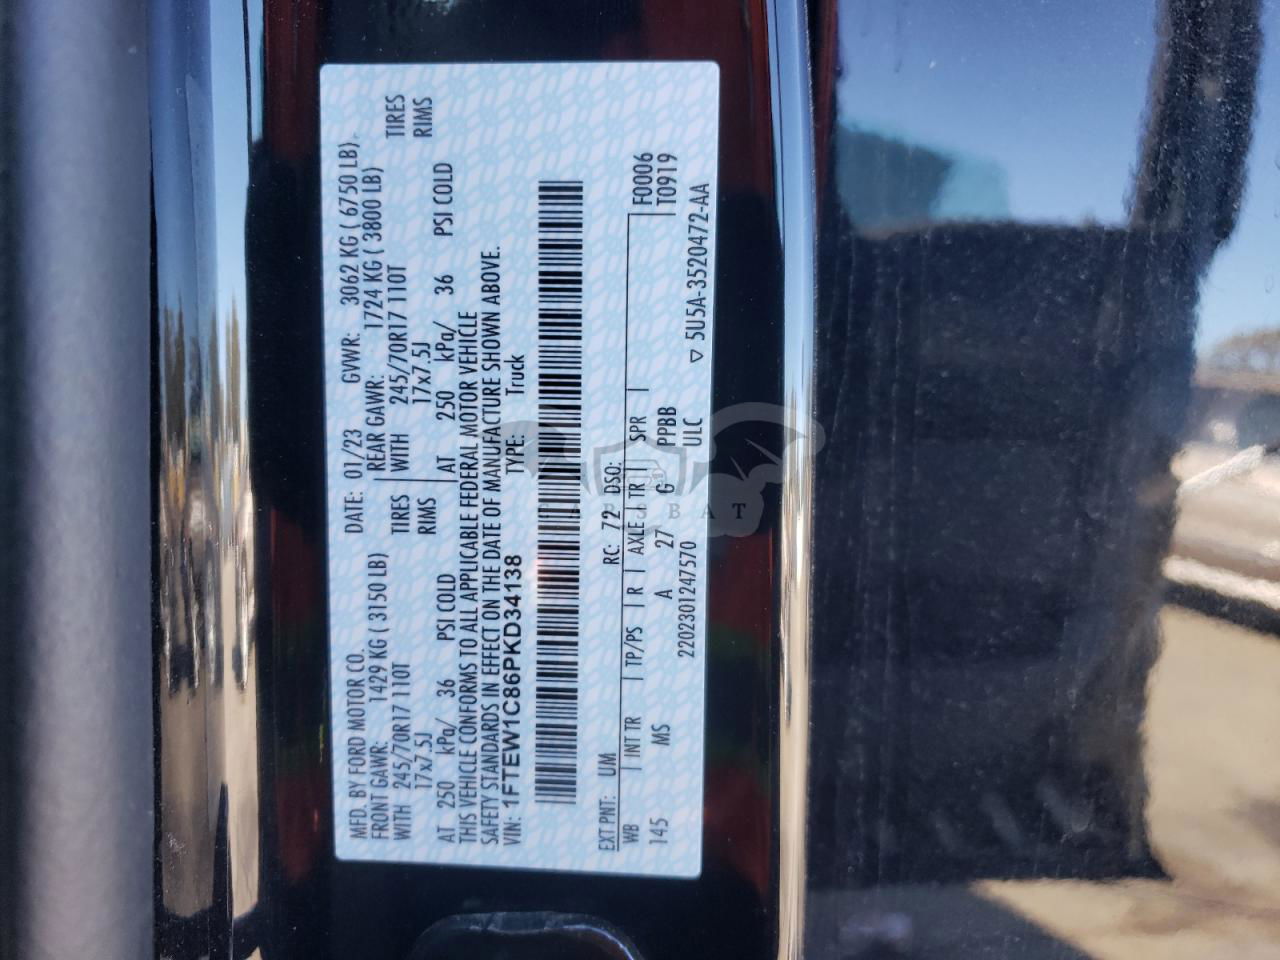 MFD. BY FORD MOTOR CO. DATE: 01/23 GVWR: 3062 KG ( 6750 LB)
FRONT GAWR: 1429 KG ( 3150 LB) REAR GAWR: 1724 KG ( 3800 LB)
WITH 245/70R17 110T TIRES WITH 245/70R17 110T TIRES
17x7.5J RIMS 17x7.5J RIMS
AT 250 kPa/ 36 PSI COLD AT 250 kPa/ 36 PSI COLD
THIS VEHICLE CONFORMS TO ALL APPLICABLE FEDERAL MOTOR VEHICLE
SAFETY STANDARDS IN EFFECT ON THE DATE OF MANUFACTURE SHOWN ABOVE.
VIN: 1FTEW1C86PKD34138 TYPE: Truck
EXT PNT: UM RC: 72 DSO: F0006
WB INT TR TP/PS R AXLE TR SPR T0919
145 MS A 27 G PPBB
2202301247570 ULC ▽ 5U5A-3520472-AA